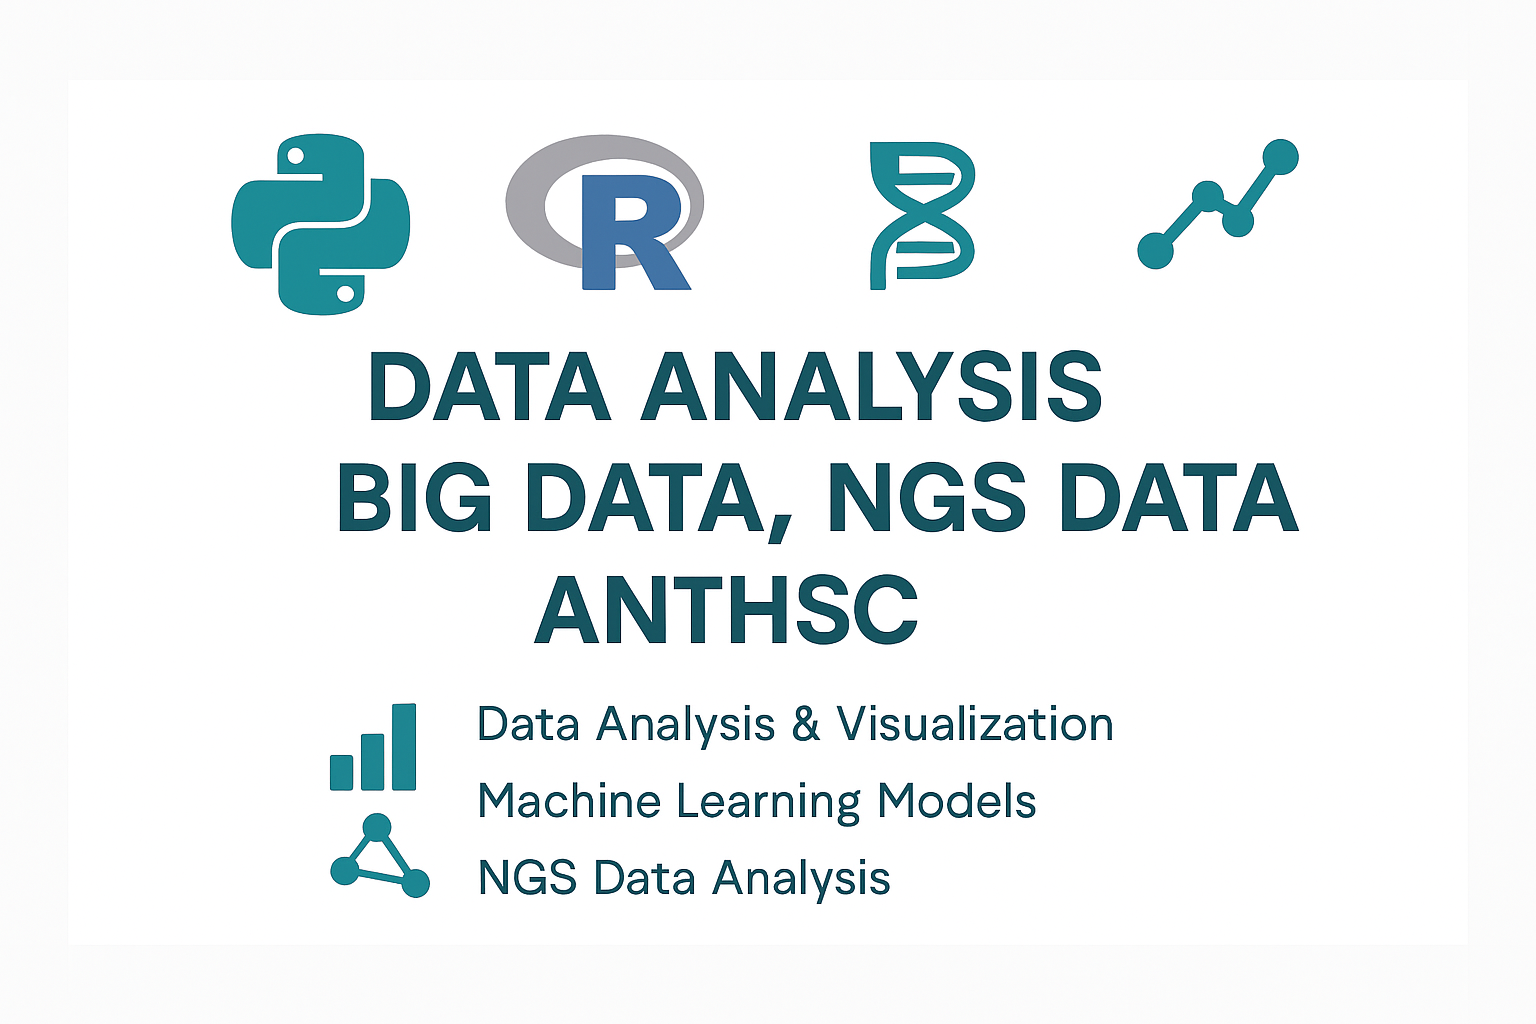 R
DATA ANALYSIS
BIG DATA, NGS DATA
ANTHSC
Data Analysis & Visualization
Machine Learning Models
NGS Data Analysis